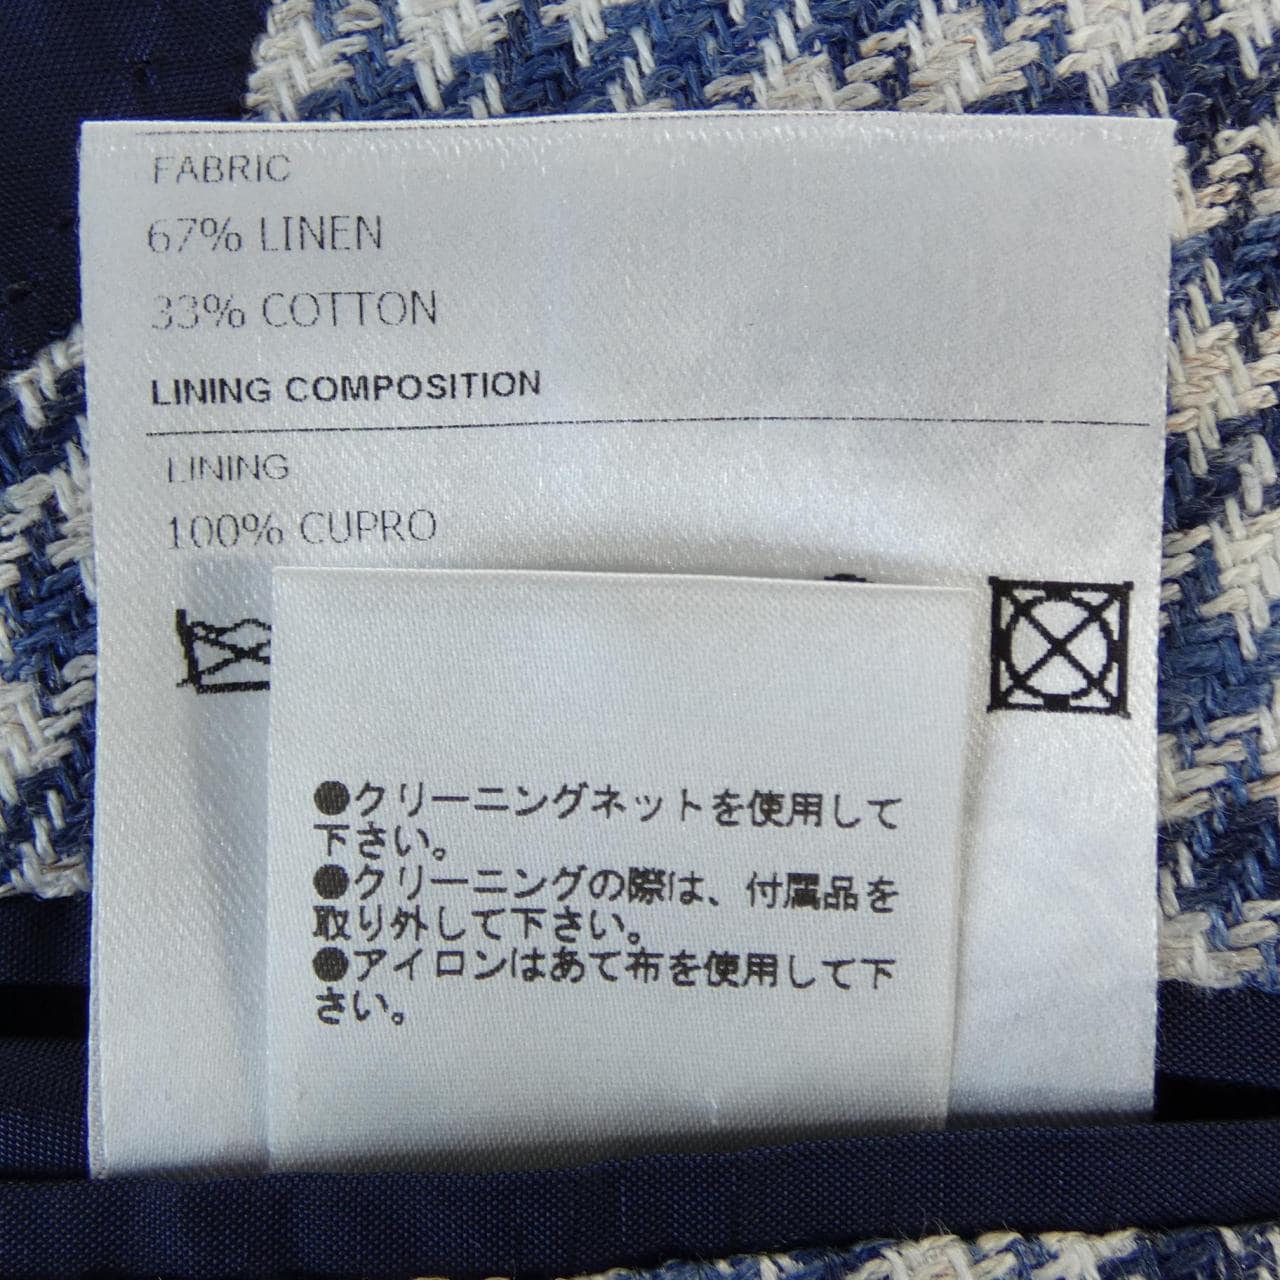 FABRIC
67% LINEN
33% COTTON
LINING COMPOSITION
LINING
100% CUPRO
●クリーニングネットを使用して
下さい。
●クリーニングの際は、付属品を
取り外して下さい。
●アイロンはあて布を使用して下
さい。